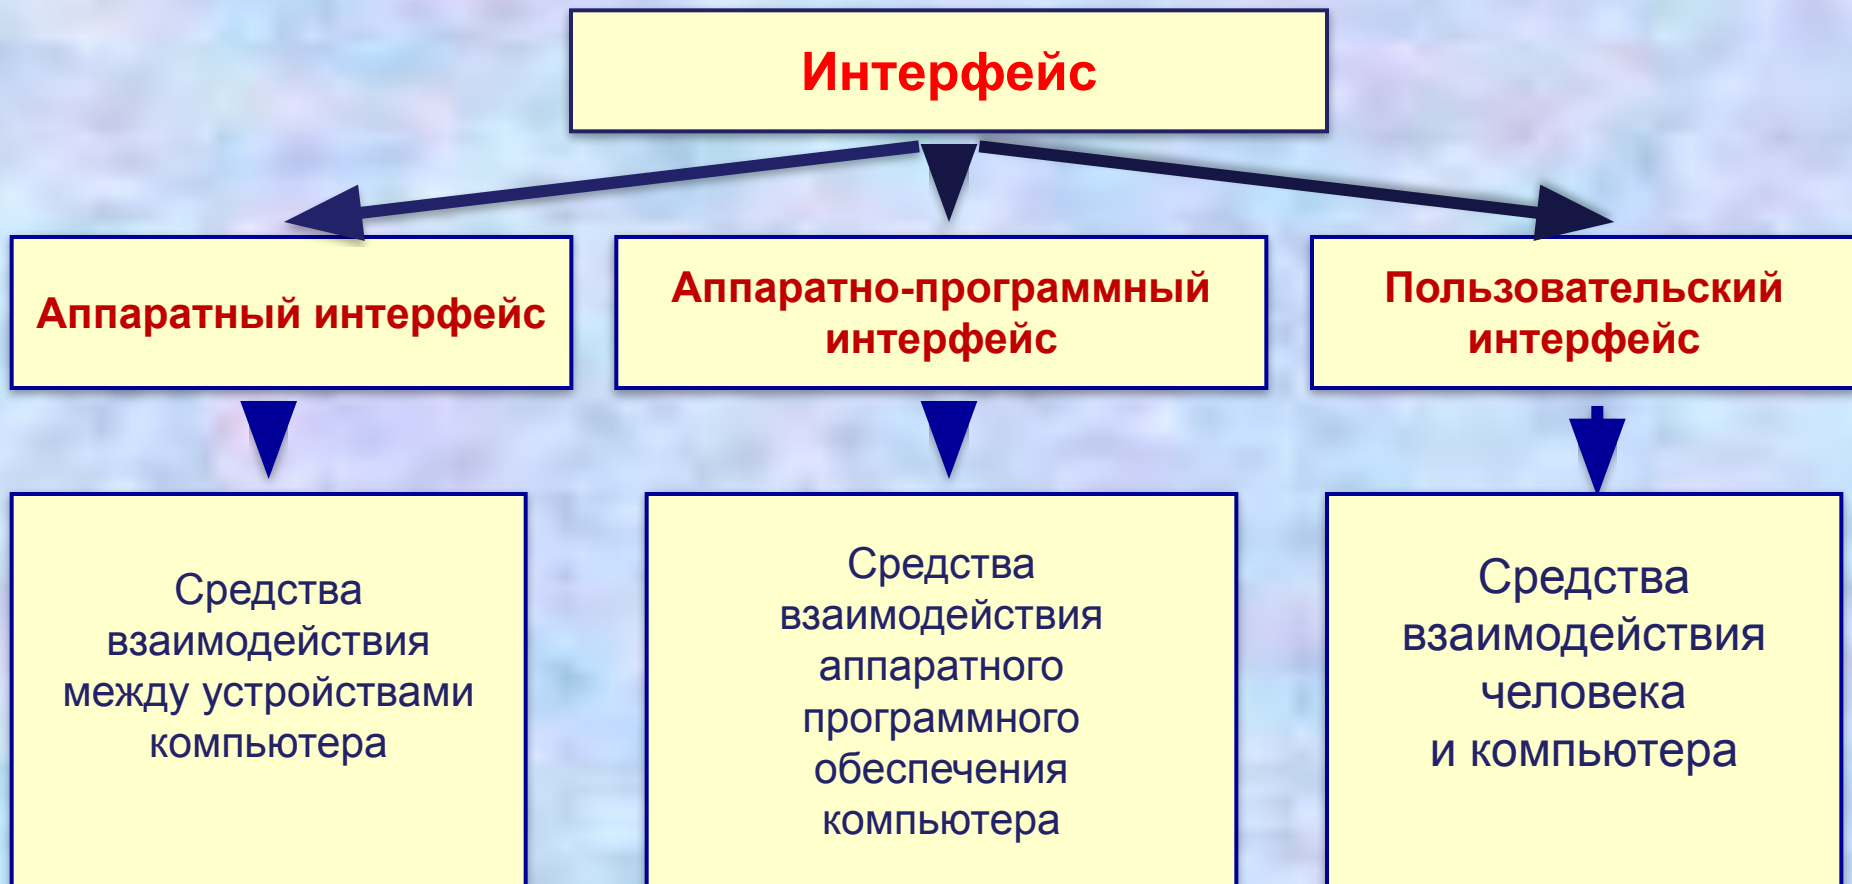 Интерфейс
Аппаратный интерфейс
Аппаратно-программный
интерфейс
Пользовательский
интерфейс
Средства
взаимодействия
между устройствами
компьютера
Средства
взаимодействия
аппаратного
программного
обеспечения
компьютера
Средства
взаимодействия
человека
и компьютера